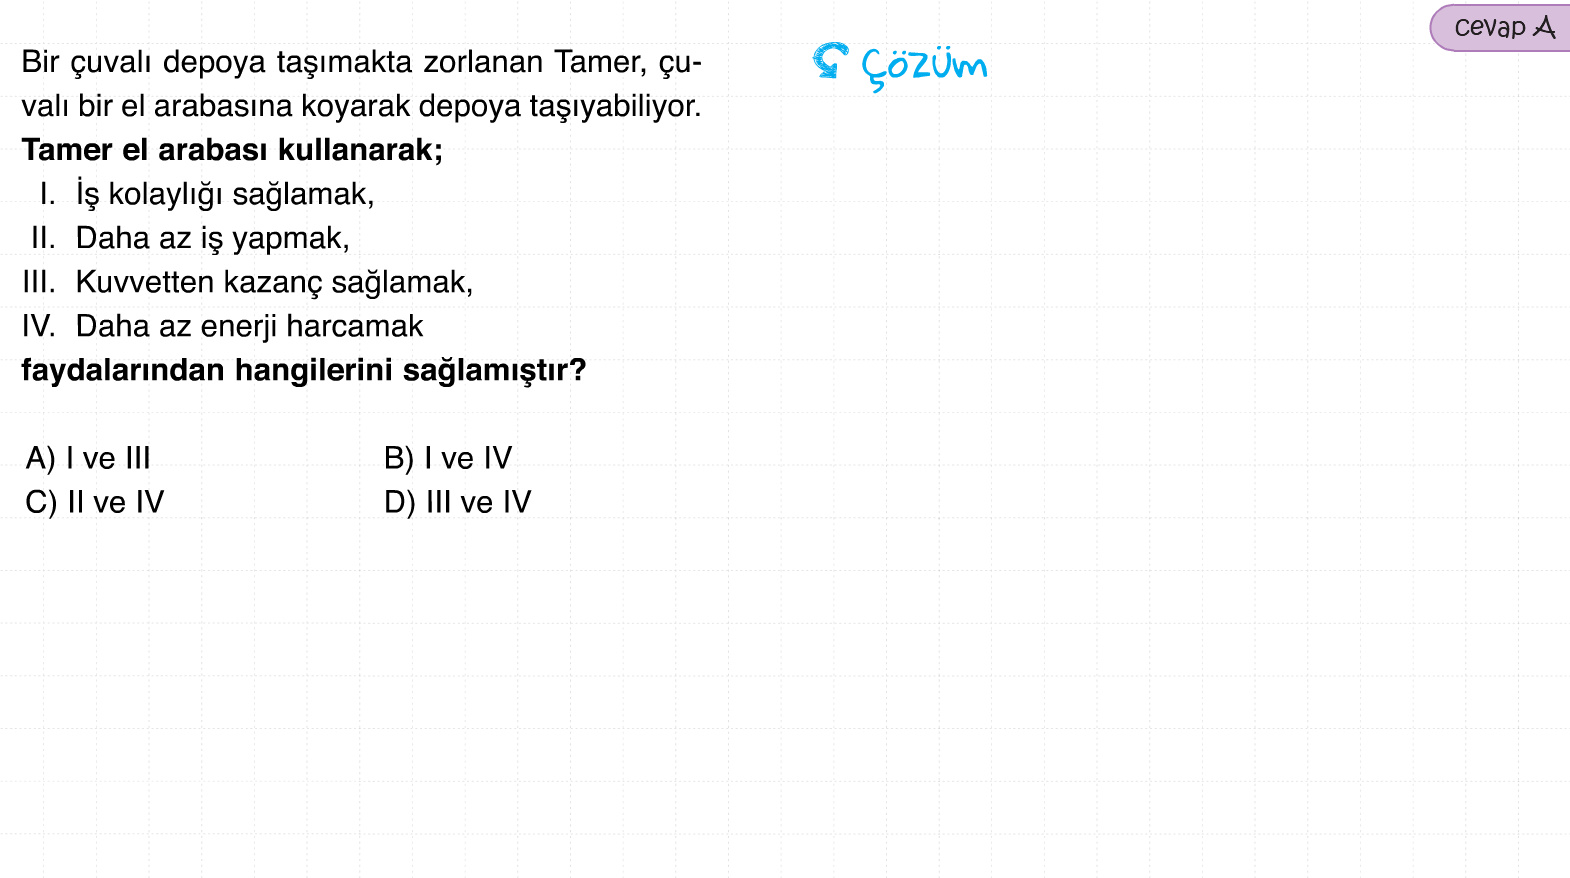 Bir çuvalı depoya taşımakta zorlanan Tamer, çu-
valı bir el arabasına koyarak depoya taşıyabiliyor.
Tamer el arabası kullanarak;
I. İş kolaylığı sağlamak,
II. Daha az iş yapmak,
III. Kuvvetten kazanç sağlamak,
IV. Daha az enerji harcamak
faydalarından hangilerini sağlamıştır?
A) I ve III B) I ve IV
C) II ve IV D) III ve IV
Çözüm
cevap A